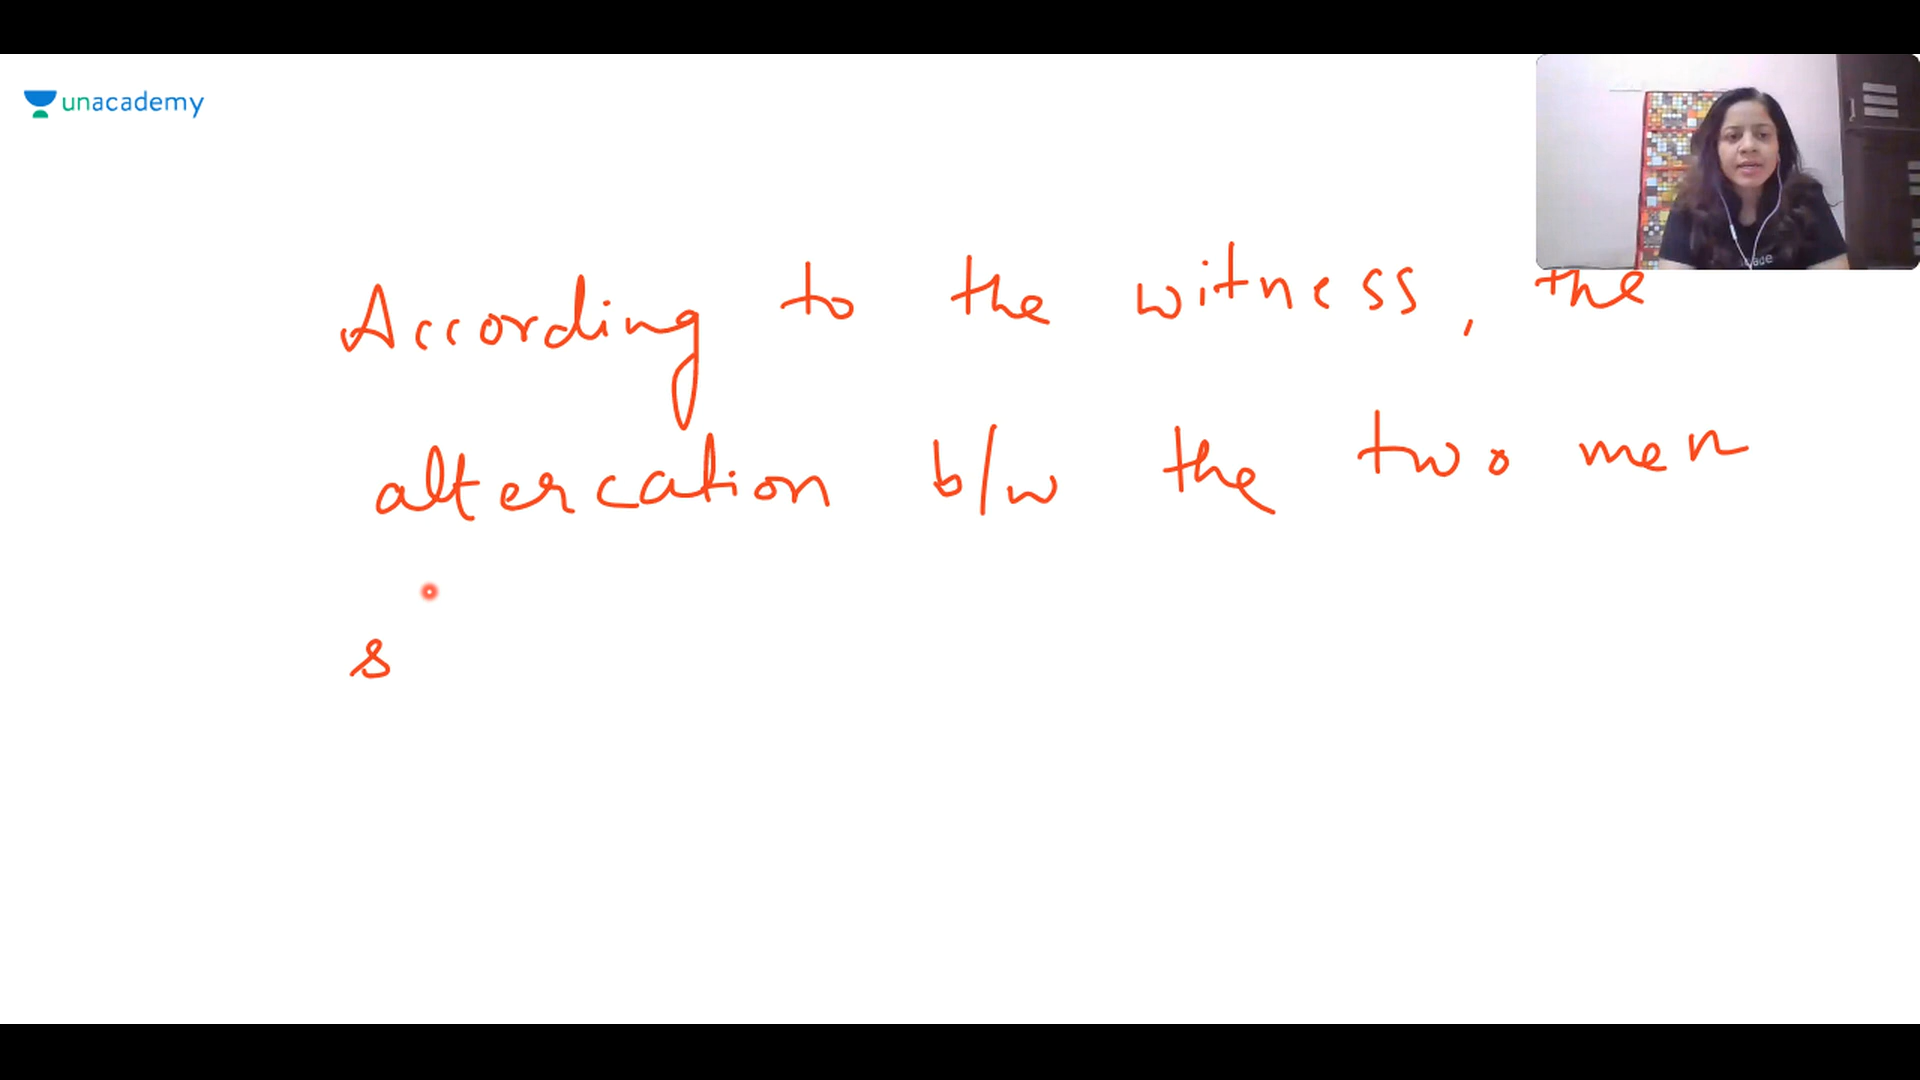 unacademy
According to the witness, the
altercation b/w the two men
s